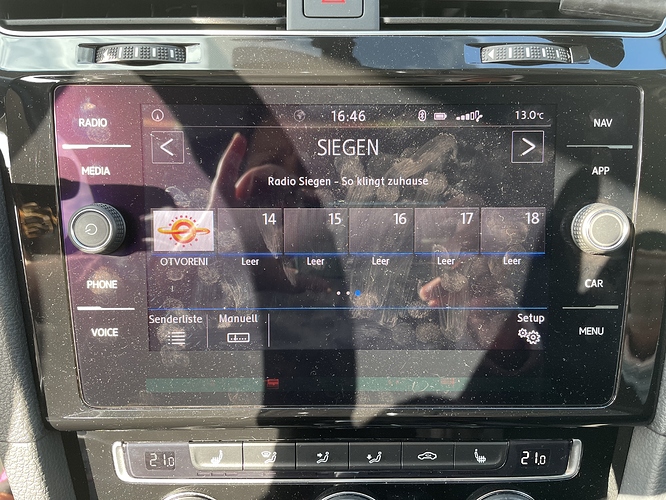 RADIO
MEDIA
PHONE
VOICE
16:46
13.0°C
SIEGEN
Radio Siegen - So klingt zuhause
14 15 16 17 18
OTVORENI Leer Leer Leer Leer Leer
Senderliste Manuell Setup
NAV
APP
CAR
MENU
21.0 21.0